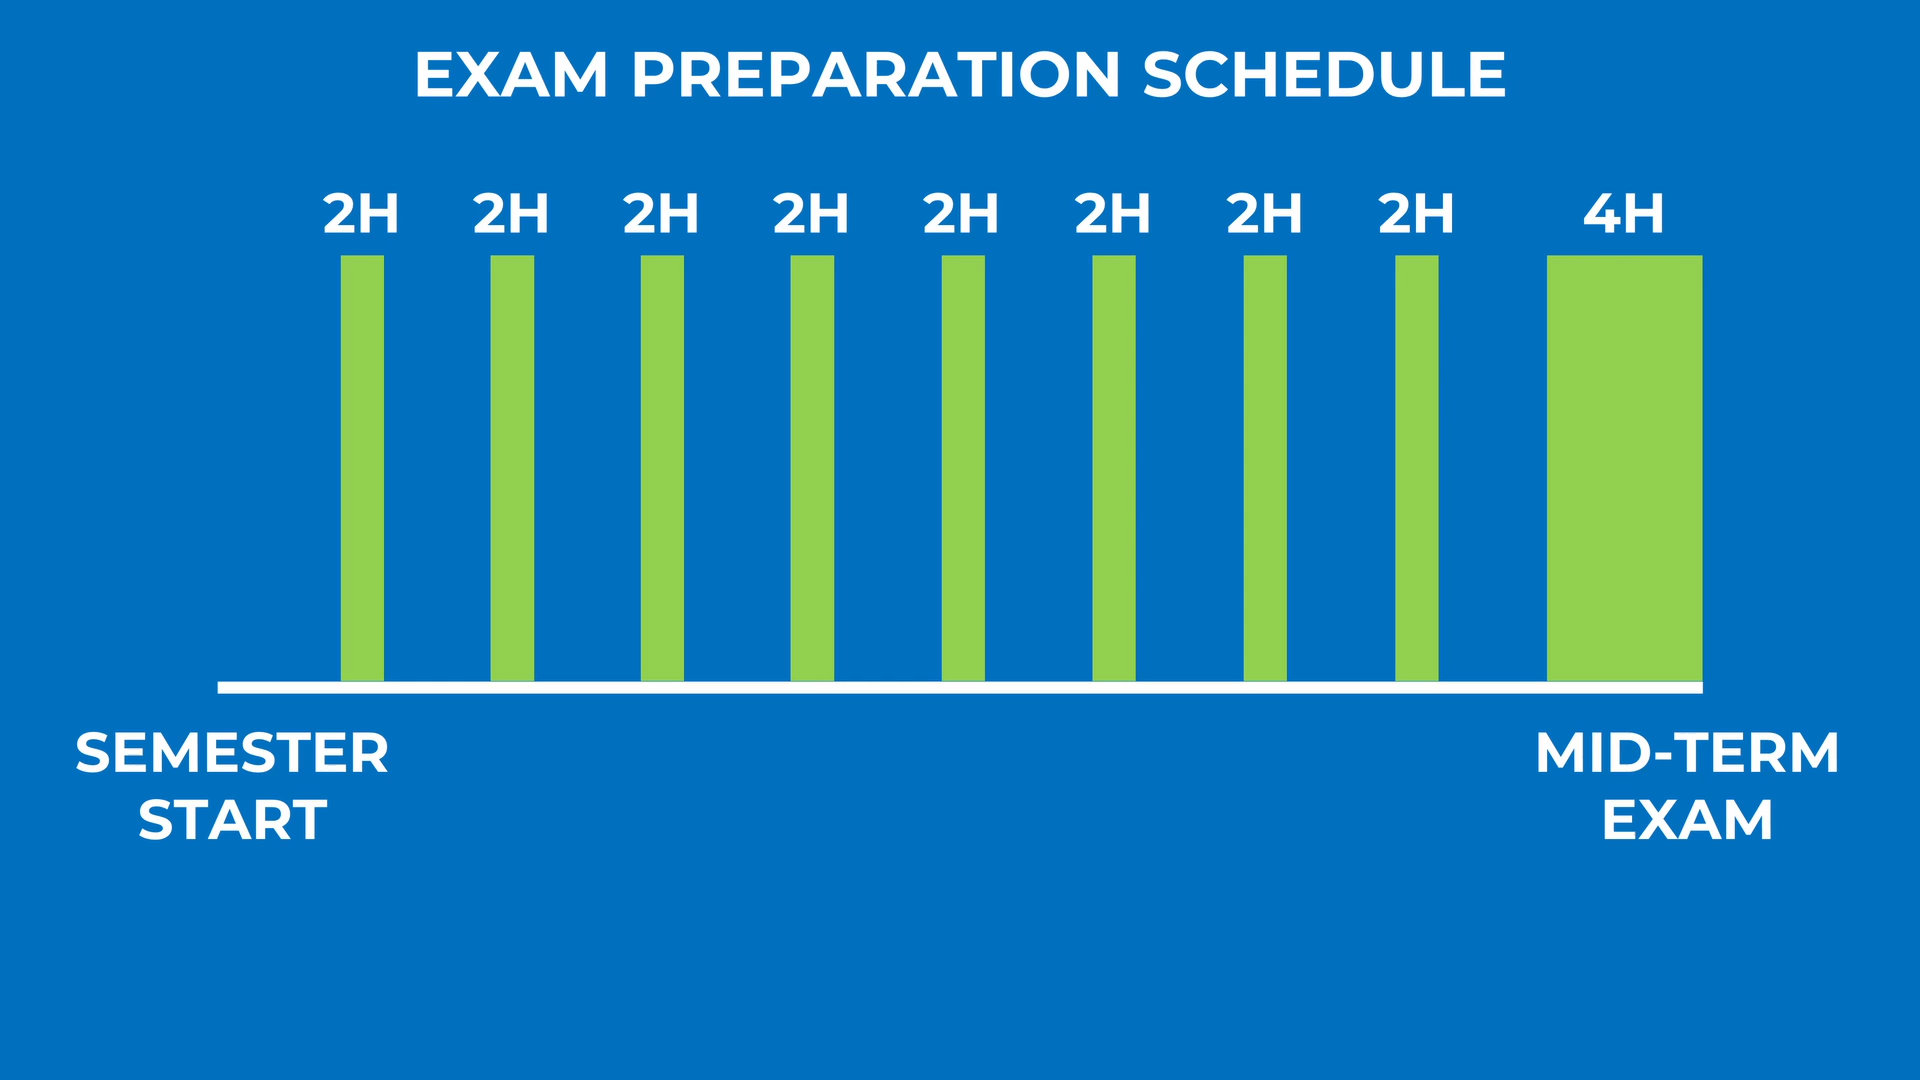 EXAM PREPARATION SCHEDULE
2H 2H 2H 2H 2H 2H 2H 2H 4H
SEMESTER
START
MID-TERM
EXAM